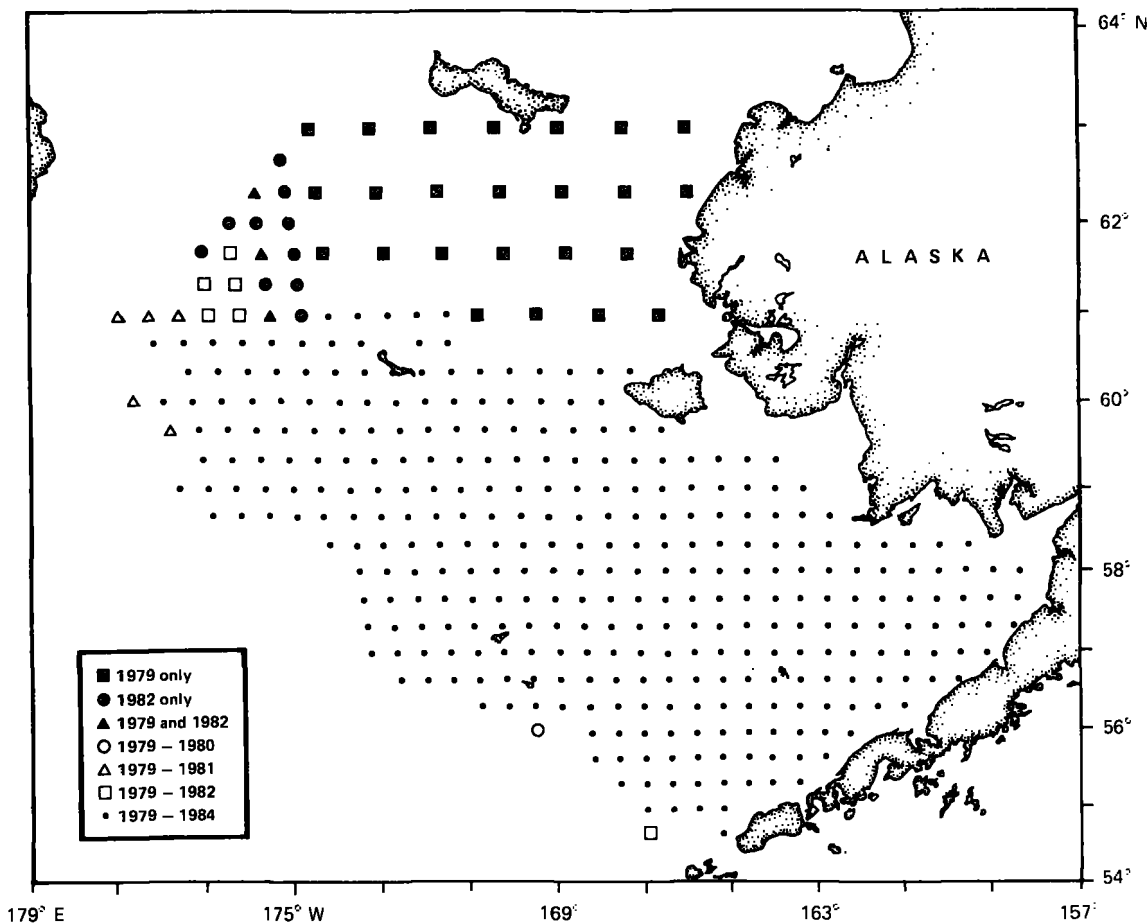 64° N
ALASKA
62°
60°
58°
56°
54°
1979 only
1982 only
1979 and 1982
1979 – 1980
1979 – 1981
1979 – 1982
1979 – 1984
179° E
175° W
169°
163°
157°